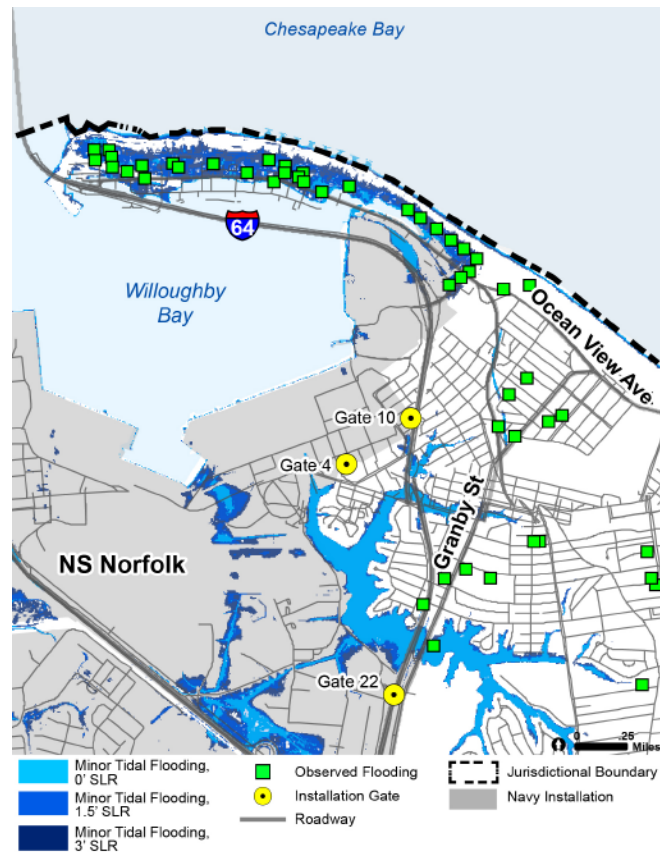 Chesapeake Bay
64
Willoughby
Bay
Ocean View Ave
Gate 10
Gate 4
Granby St
NS Norfolk
Gate 22
0 .25
Miles
Minor Tidal Flooding,
0' SLR
Minor Tidal Flooding,
1.5' SLR
Minor Tidal Flooding,
3' SLR
Observed Flooding
Installation Gate
Roadway
Jurisdictional Boundary
Navy Installation